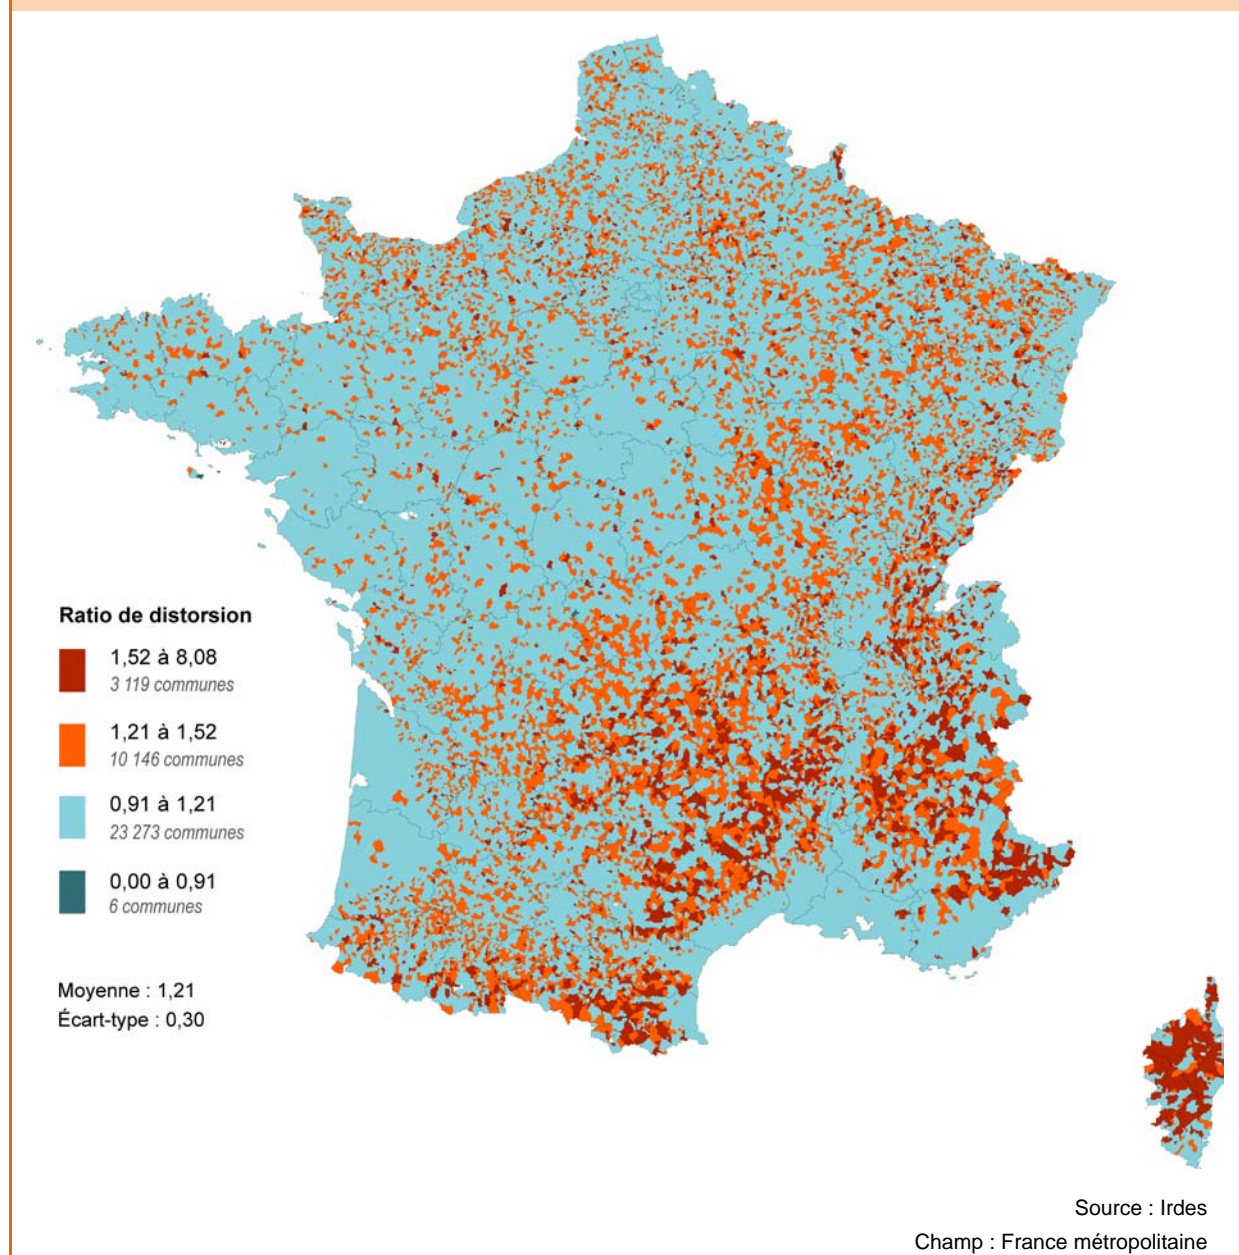 Ratio de distorsion
1,52 à 8,08
3 119 communes
1,21 à 1,52
10 146 communes
0,91 à 1,21
23 273 communes
0,00 à 0,91
6 communes
Moyenne : 1,21
Écart-type : 0,30
Source : Irdes
Champ : France métropolitaine